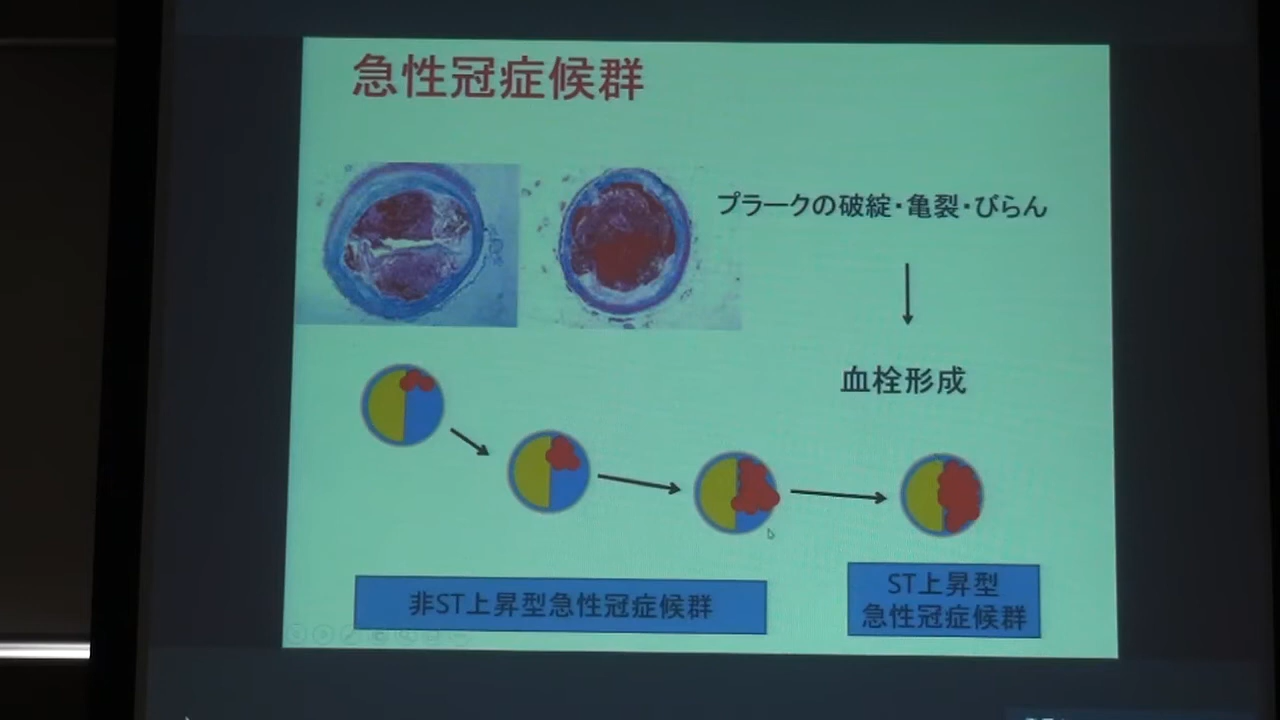 急性冠症候群
プラークの破綻・亀裂・びらん
血栓形成
非ST上昇型急性冠症候群
ST上昇型
急性冠症候群